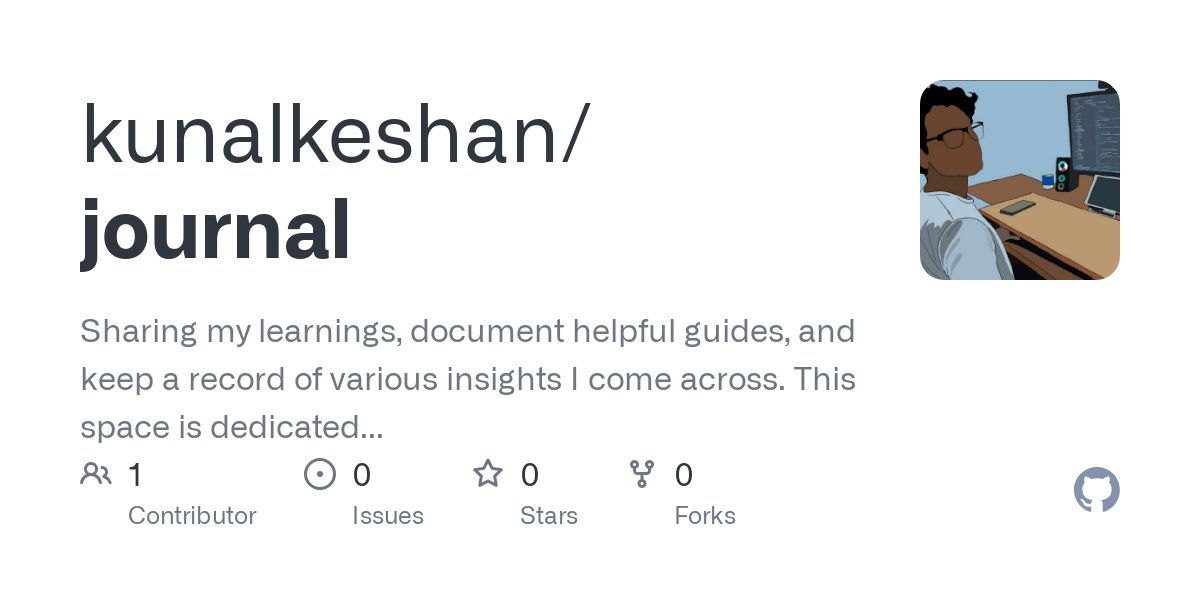 kunalkeshan/
journal
Sharing my learnings, document helpful guides, and
keep a record of various insights I come across. This
space is dedicated...
1 0 0 0
Contributor Issues Stars Forks